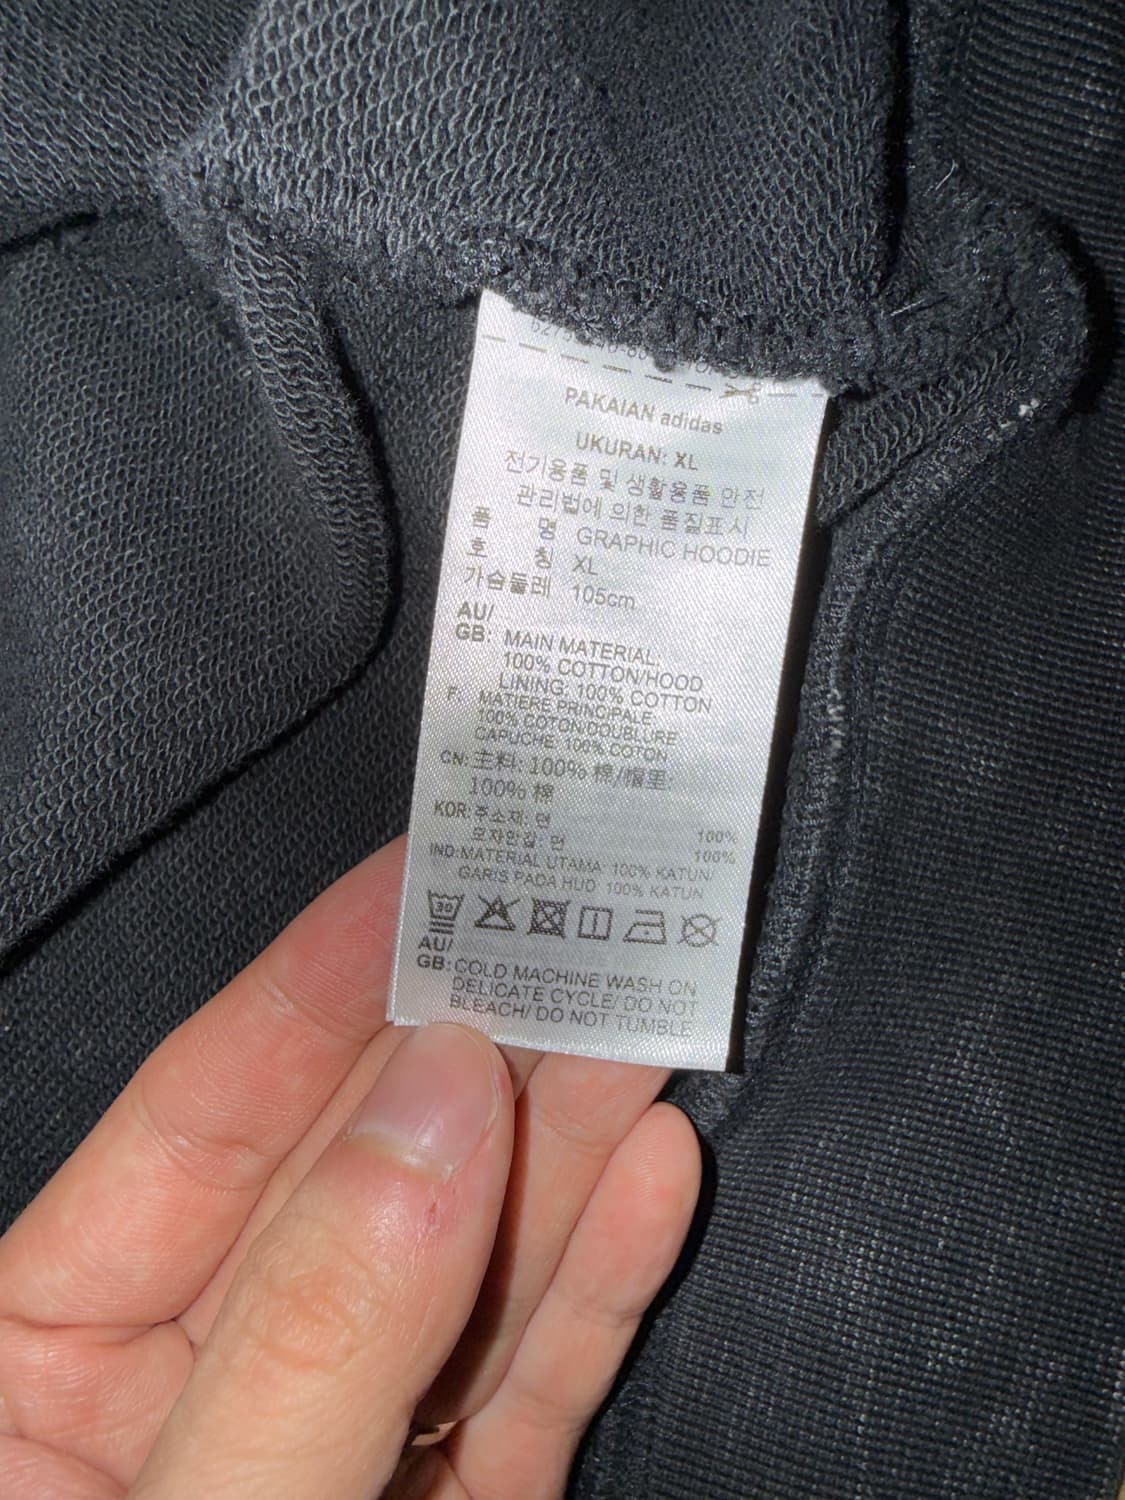 PAKAIAN adidas
UKURAN: XL
전기용품 및 생활용품 안전
관리법에 의한 품질표시
품 명 GRAPHIC HOODIE
호 칭 XL
가슴둘레 105cm
AU/
GB: MAIN MATERIAL:
100% COTTON/HOOD
LINING: 100% COTTON
F: MATIERE PRINCIPALE:
100% COTON/DOUBLURE
CAPUCHE: 100% COTON
CN: 主料: 100% 棉/帽里:
100% 棉
KOR: 주소재: 면 100%
모자안감: 면 100%
IND: MATERIAL UTAMA: 100% KATUN/
GARIS PADA HUD: 100% KATUN
30
AU/
GB: COLD MACHINE WASH ON
DELICATE CYCLE/ DO NOT
BLEACH/ DO NOT TUMBLE